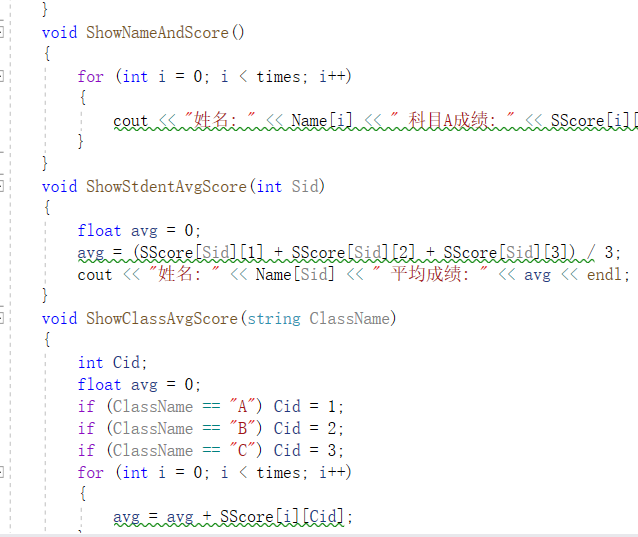 }
void ShowNameAndScore()
{
for (int i = 0; i < times; i++)
{
cout << "姓名: " << Name[i] << " 科目A成绩: " << SScore[i][
}
}
void ShowStdentAvgScore(int Sid)
{
float avg = 0;
avg = (SScore[Sid][1] + SScore[Sid][2] + SScore[Sid][3]) / 3;
cout << "姓名: " << Name[Sid] << " 平均成绩: " << avg << endl;
}
void ShowClassAvgScore(string ClassName)
{
int Cid;
float avg = 0;
if (ClassName == "A") Cid = 1;
if (ClassName == "B") Cid = 2;
if (ClassName == "C") Cid = 3;
for (int i = 0; i < times; i++)
{
avg = avg + SScore[i][Cid];
}